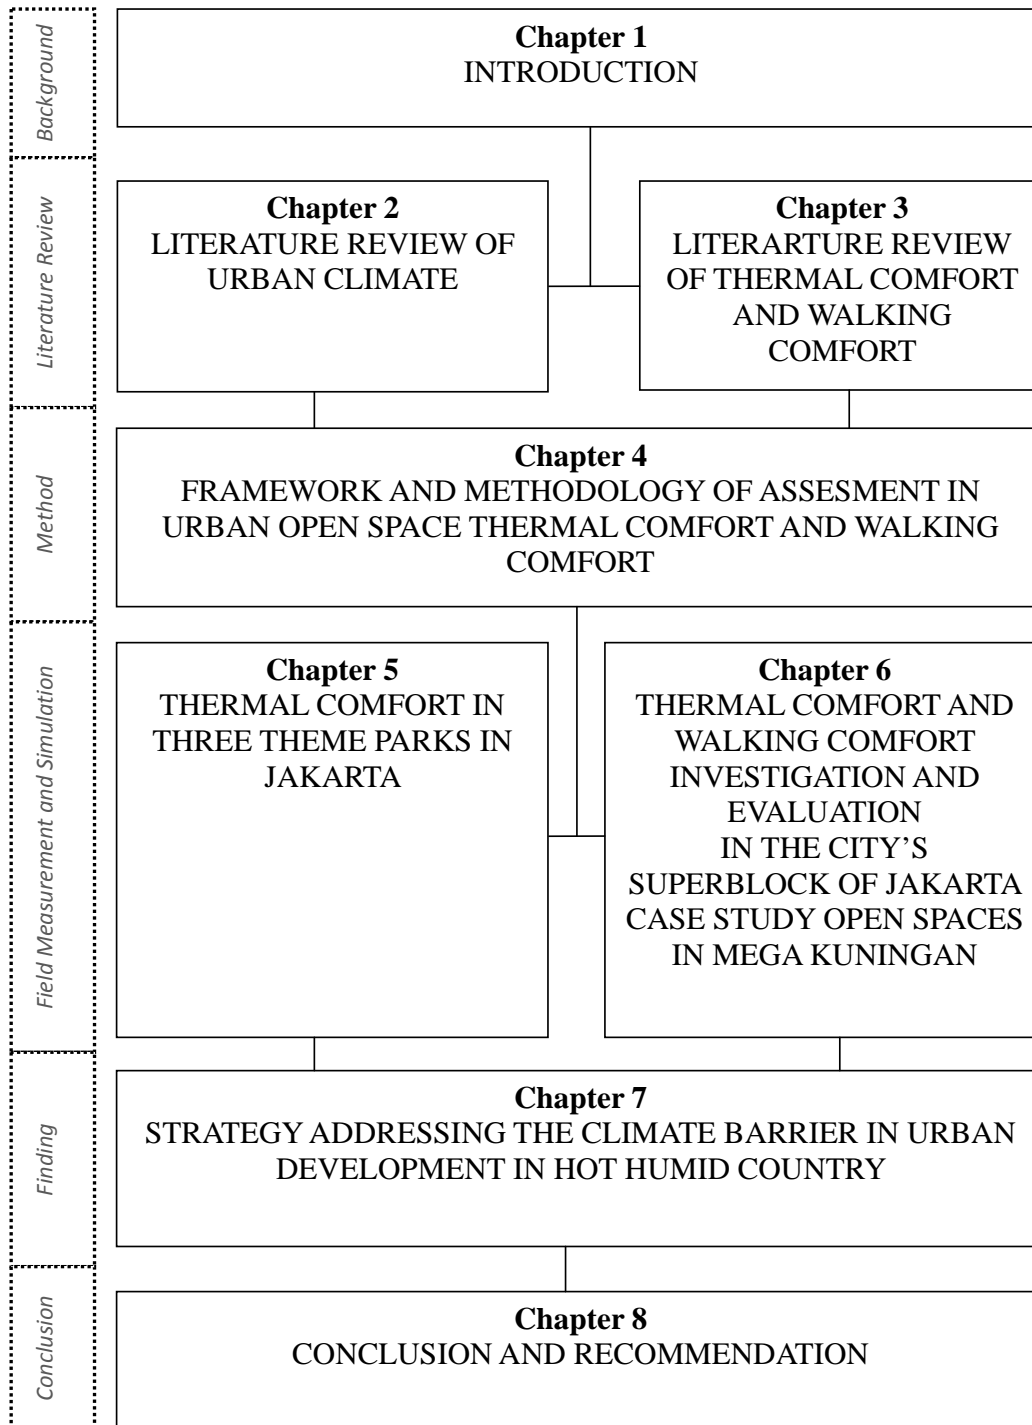 Background
Chapter 1
INTRODUCTION
Literature Review
Chapter 2
LITERATURE REVIEW OF
URBAN CLIMATE
Chapter 3
LITERARTURE REVIEW
OF THERMAL COMFORT
AND WALKING
COMFORT
Method
Chapter 4
FRAMEWORK AND METHODOLOGY OF ASSESMENT IN
URBAN OPEN SPACE THERMAL COMFORT AND WALKING
COMFORT
Field Measurement and Simulation
Chapter 5
THERMAL COMFORT IN
THREE THEME PARKS IN
JAKARTA
Chapter 6
THERMAL COMFORT AND
WALKING COMFORT
INVESTIGATION AND
EVALUATION
IN THE CITY’S
SUPERBLOCK OF JAKARTA
CASE STUDY OPEN SPACES
IN MEGA KUNINGAN
Finding
Chapter 7
STRATEGY ADDRESSING THE CLIMATE BARRIER IN URBAN
DEVELOPMENT IN HOT HUMID COUNTRY
Conclusion
Chapter 8
CONCLUSION AND RECOMMENDATION